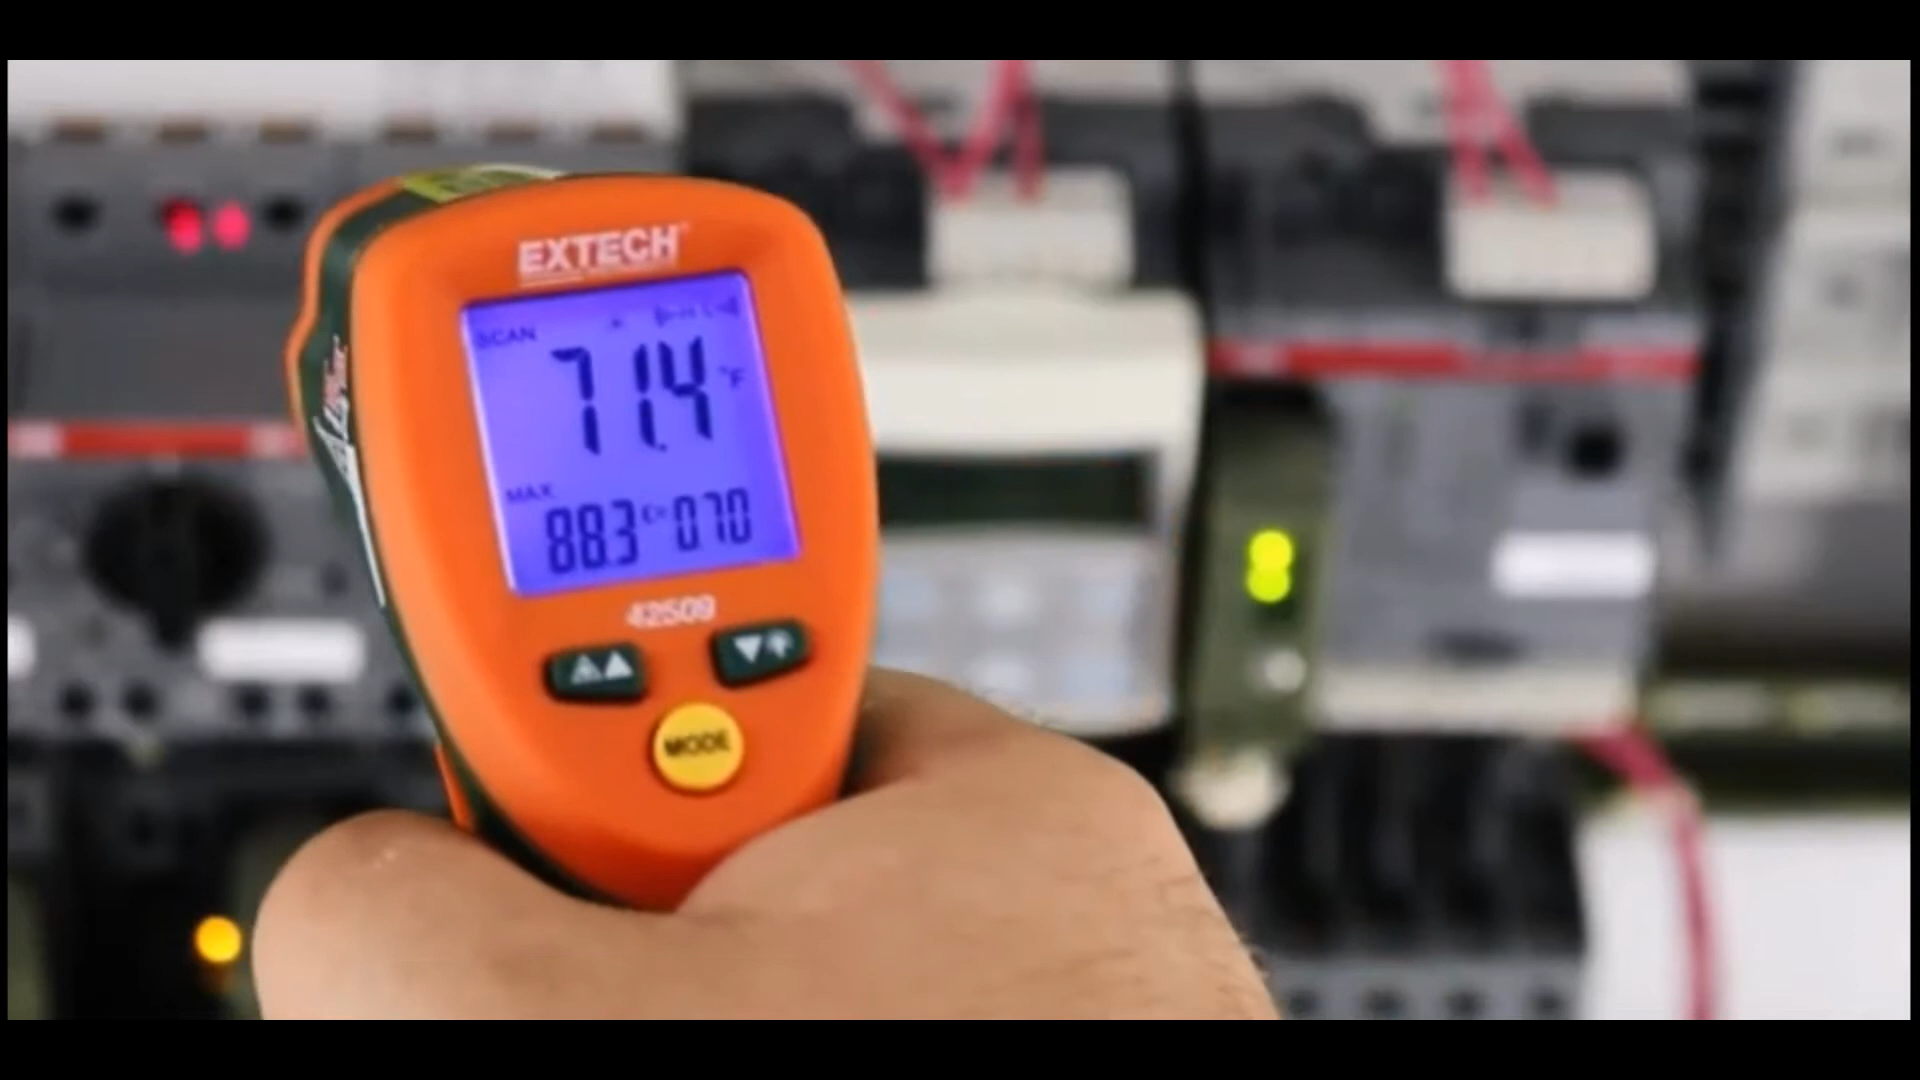 EXTECH
SCAN
71.4 °F
MAX
88.3 ε= 0.70
42509
MODE